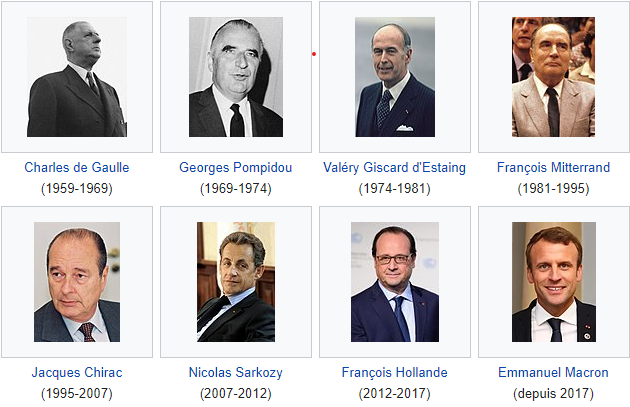 Charles de Gaulle
(1959-1969)
Georges Pompidou
(1969-1974)
Valéry Giscard d'Estaing
(1974-1981)
François Mitterrand
(1981-1995)
Jacques Chirac
(1995-2007)
Nicolas Sarkozy
(2007-2012)
François Hollande
(2012-2017)
Emmanuel Macron
(depuis 2017)